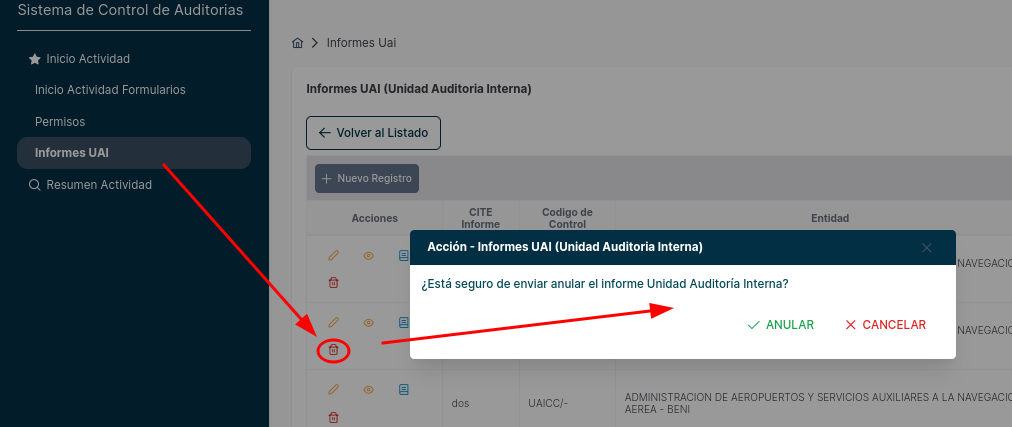 Sistema de Control de Auditorias
Inicio Actividad
Inicio Actividad Formularios
Permisos
Informes UAI
Resumen Actividad
Informes Uai
Informes UAI (Unidad Auditoria Interna)
Volver al Listado
Nuevo Registro
Acciones
CITE
Informe
Codigo de
Control
Entidad
Acción - Informes UAI (Unidad Auditoria Interna)
NAVEGACIO
¿Está seguro de enviar anular el informe Unidad Auditoría Interna?
ANULAR
CANCELAR
NAVEGACIO
dos
UAICC/-
ADMINISTRACION DE AEROPUERTOS Y SERVICIOS AUXILIARES A LA NAVEGACIO
AEREA - BENI